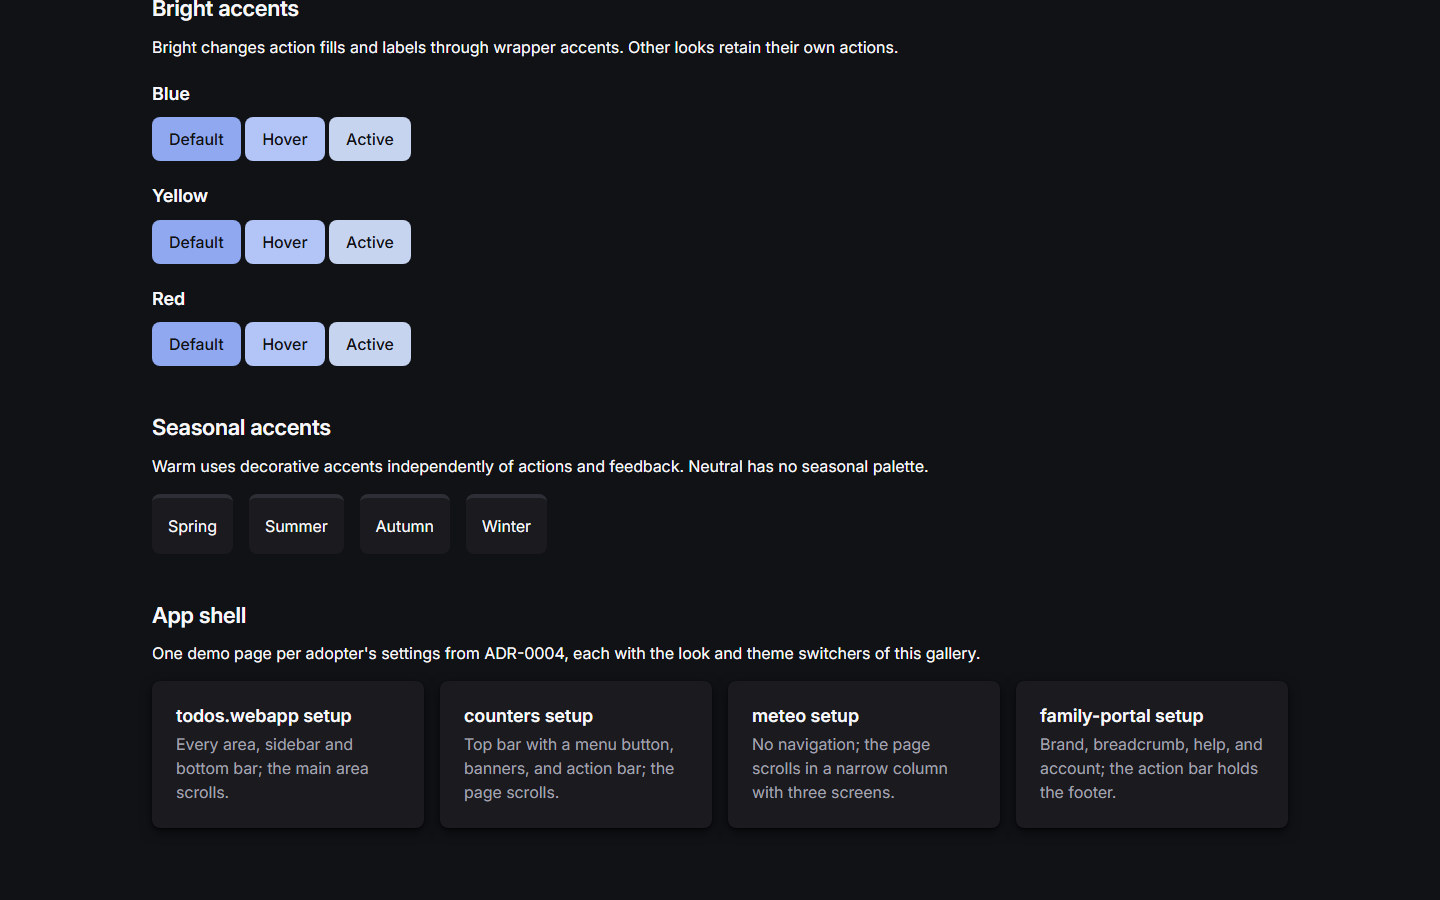 Bright accents
Bright changes action fills and labels through wrapper accents. Other looks retain their own actions.
Blue
Default Hover Active
Yellow
Default Hover Active
Red
Default Hover Active
Seasonal accents
Warm uses decorative accents independently of actions and feedback. Neutral has no seasonal palette.
Spring Summer Autumn Winter
App shell
One demo page per adopter's settings from ADR-0004, each with the look and theme switchers of this gallery.
todos.webapp setup
Every area, sidebar and
bottom bar; the main area
scrolls.
counters setup
Top bar with a menu button,
banners, and action bar; the
page scrolls.
meteo setup
No navigation; the page
scrolls in a narrow column
with three screens.
family-portal setup
Brand, breadcrumb, help, and
account; the action bar holds
the footer.